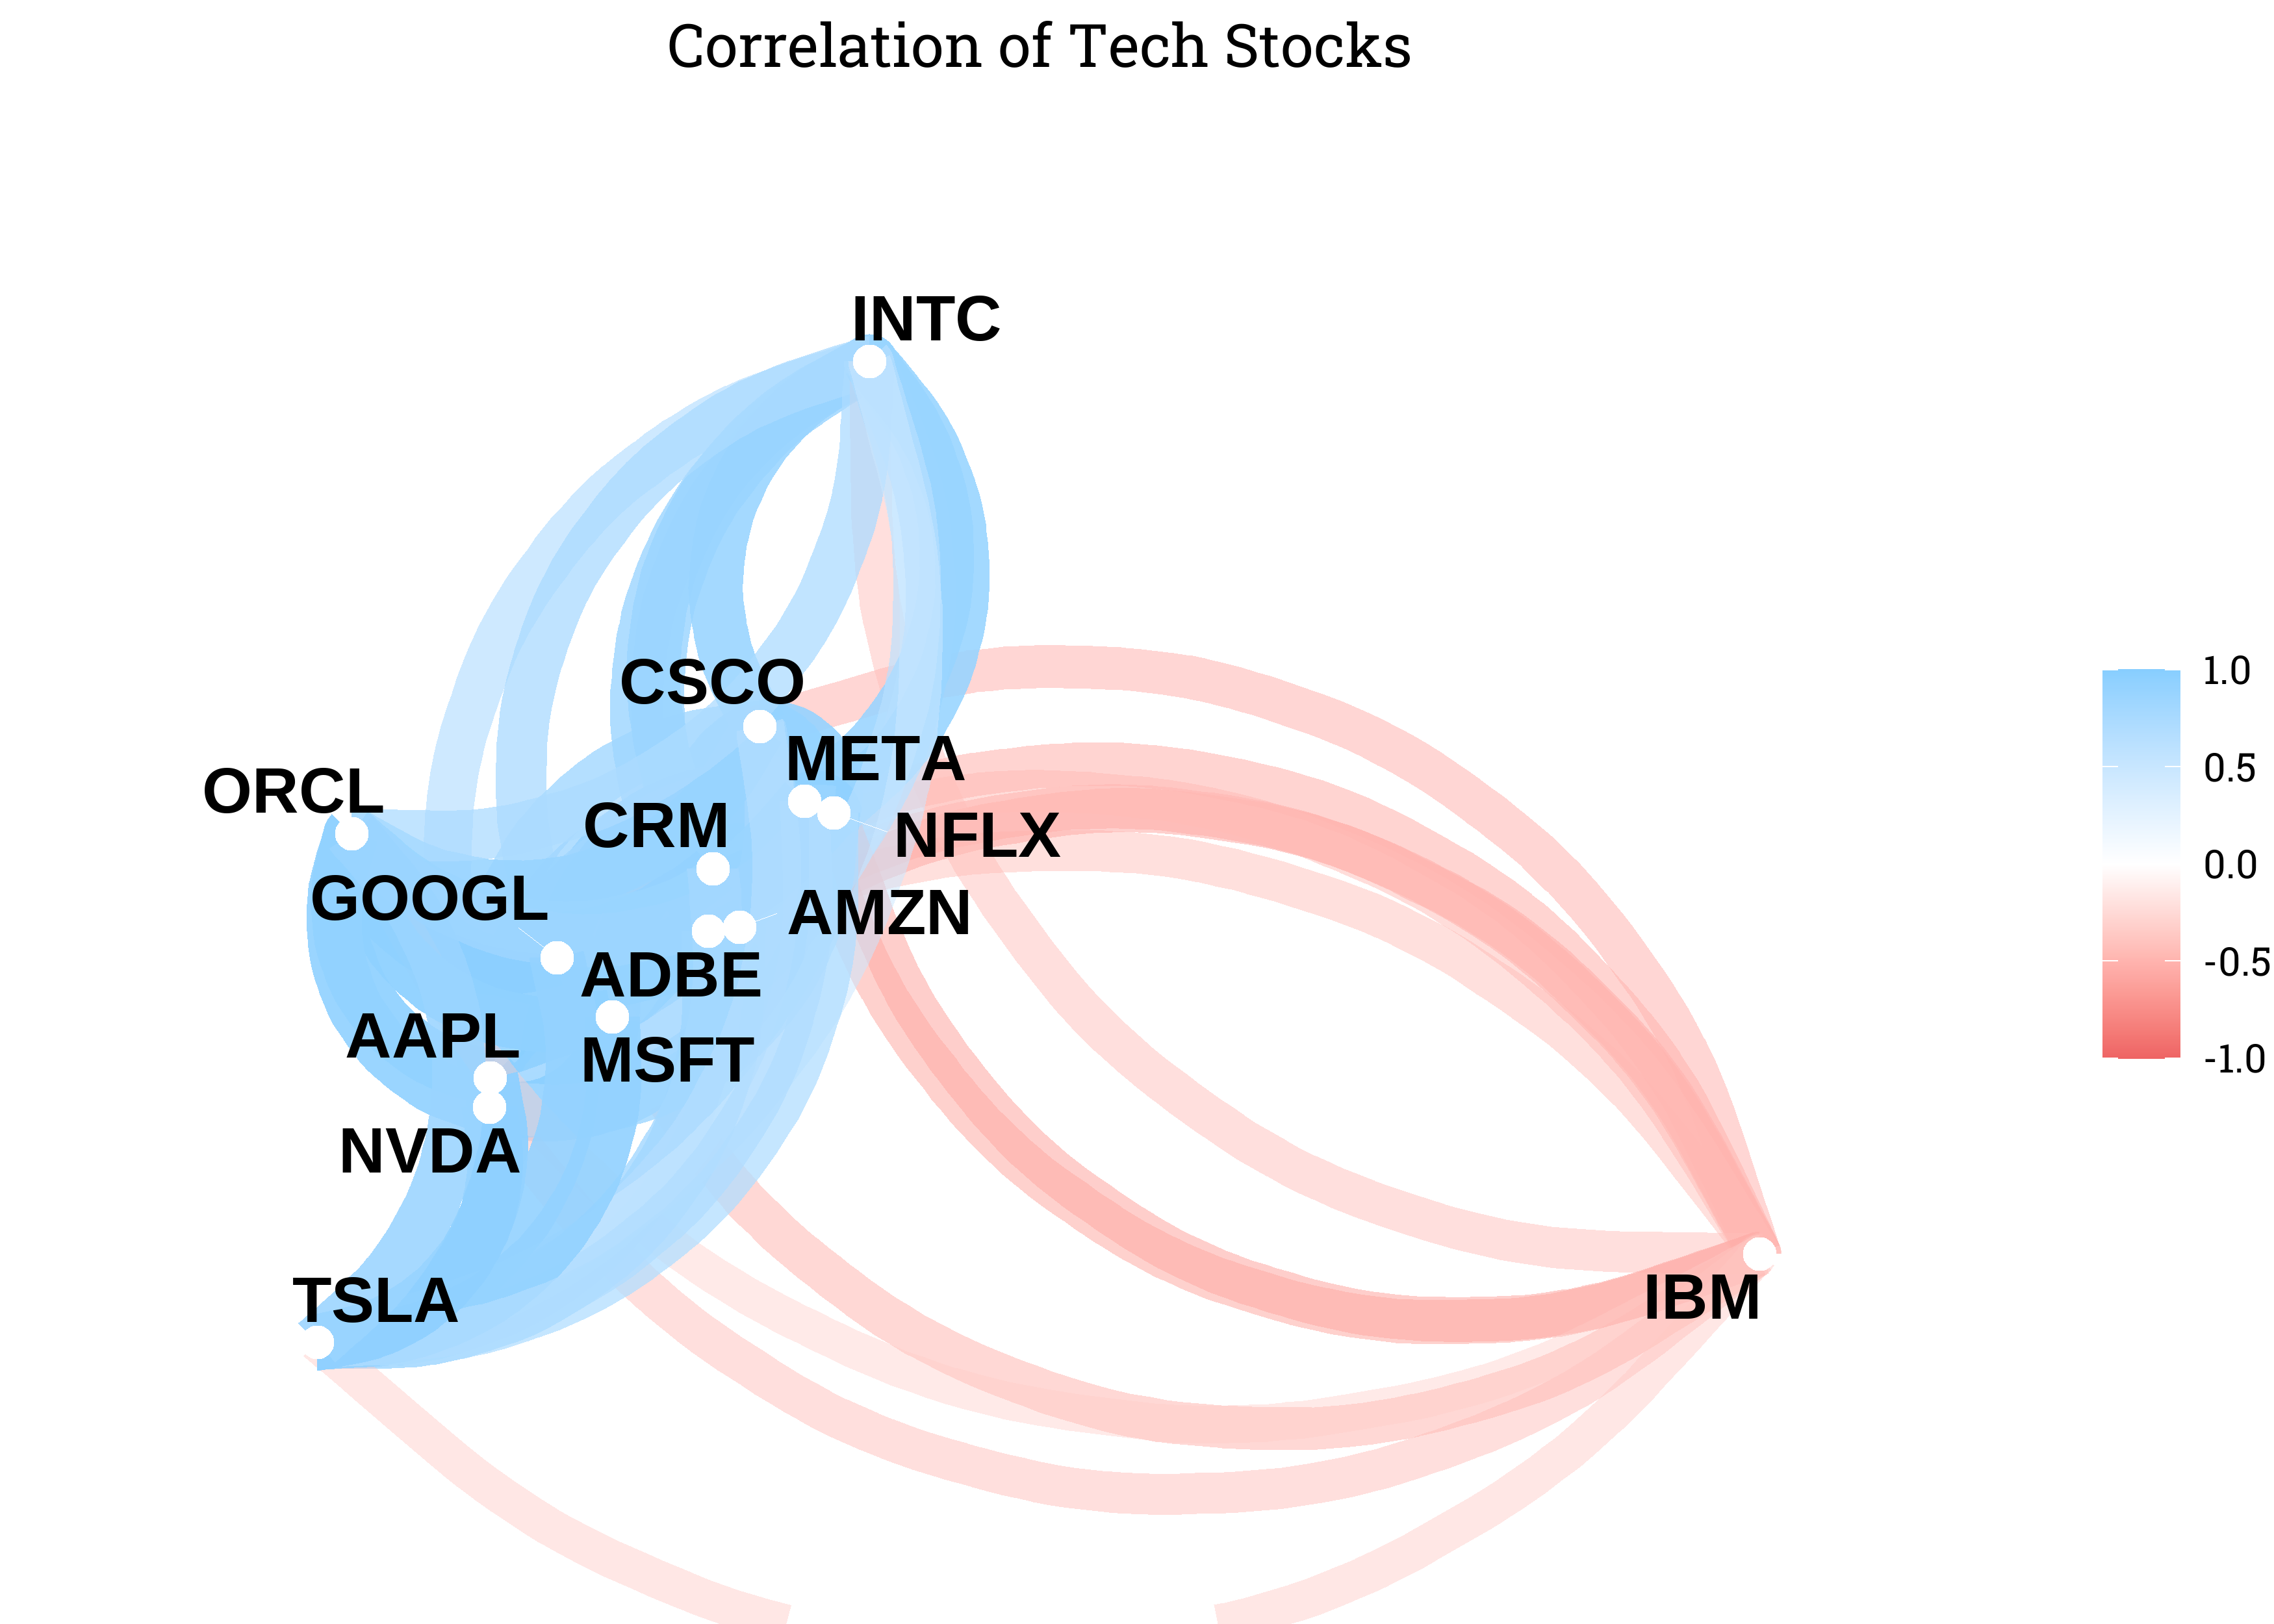 Correlation of Tech Stocks
INTC
CSCO
META
ORCL
CRM
NFLX
GOOGL
AMZN
ADBE
AAPL
MSFT
NVDA
TSLA
IBM
1.0
0.5
0.0
-0.5
-1.0